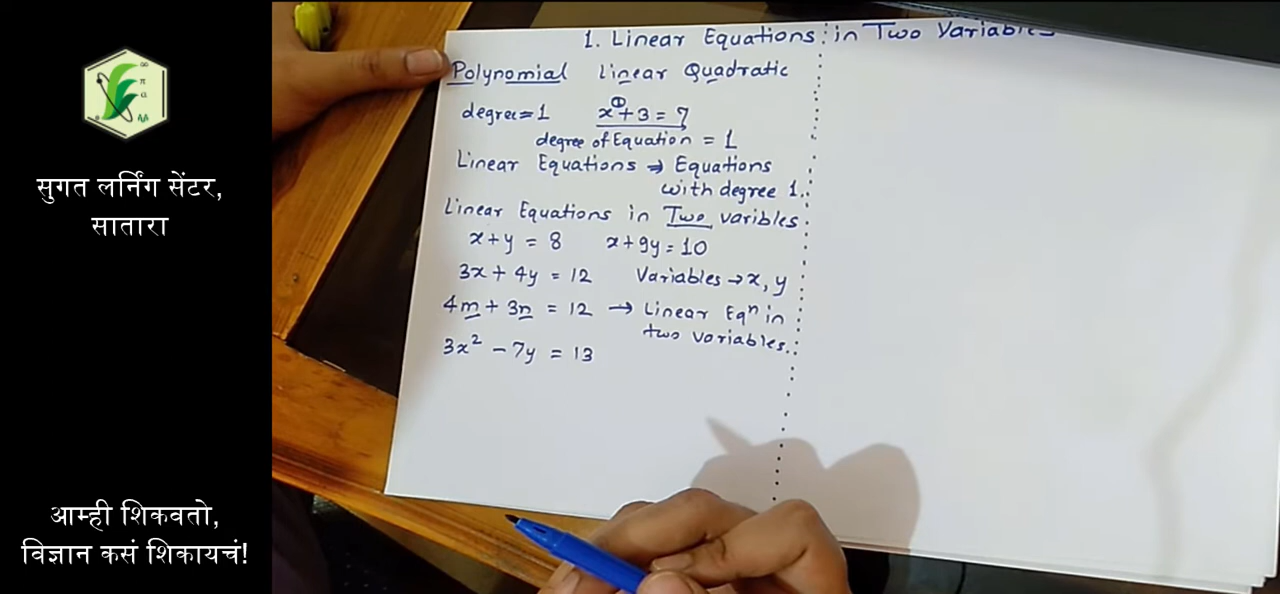 सुगत लर्निंग सेंटर,
सातारा
आम्ही शिकवतो,
विज्ञान कसं शिकायचं!
1. Linear Equations in Two Variables
Polynomial Linear Quadratic
degree = 1 x① + 3 = 7
degree of Equation = 1
Linear Equations → Equations
with degree 1.
Linear Equations in Two varibles
x + y = 8 x + 9y = 10
3x + 4y = 12 Variables → x, y
4m + 3n = 12 → Linear Eqⁿ in
two variables.
3x² - 7y = 13